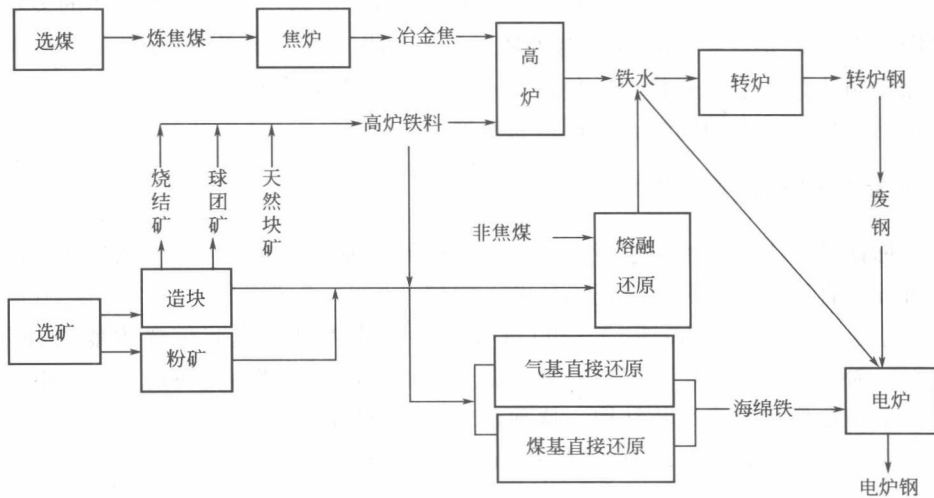 选煤
炼焦煤
焦炉
冶金焦
高炉
铁水
转炉
转炉钢
高炉铁料
烧结矿
球团矿
天然块矿
废钢
非焦煤
熔融
还原
造块
选矿
粉矿
气基直接还原
海绵铁
电炉
煤基直接还原
电炉钢